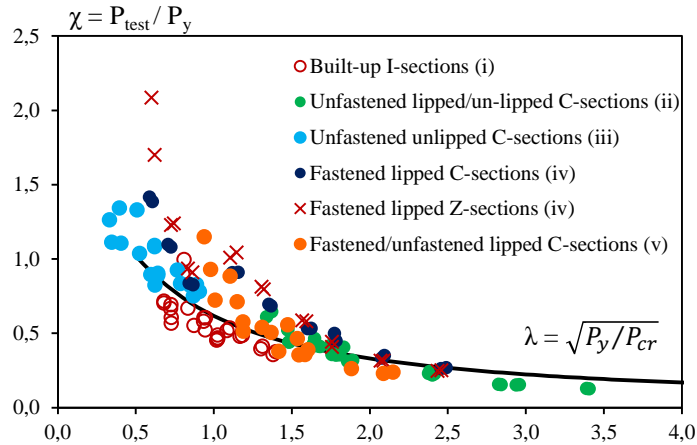 χ = P_test / P_y
2,5
2,0
1,5
1,0
0,5
0,0
Built-up I-sections (i)
Unfastened lipped/un-lipped C-sections (ii)
Unfastened unlipped C-sections (iii)
Fastened lipped C-sections (iv)
Fastened lipped Z-sections (iv)
Fastened/unfastened lipped C-sections (v)
λ = √P_y/P_cr
0,0 0,5 1,0 1,5 2,0 2,5 3,0 3,5 4,0